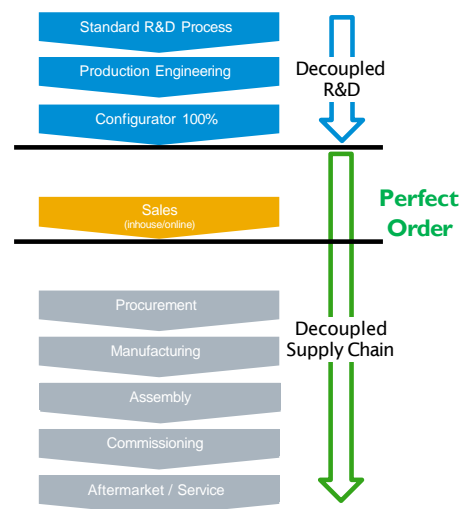 Standard R&D Process
Production Engineering
Decoupled
R&D
Configurator 100%
Perfect
Order
Sales
(inhouse/online)
Procurement
Decoupled
Supply Chain
Manufacturing
Assembly
Commissioning
Aftermarket / Service